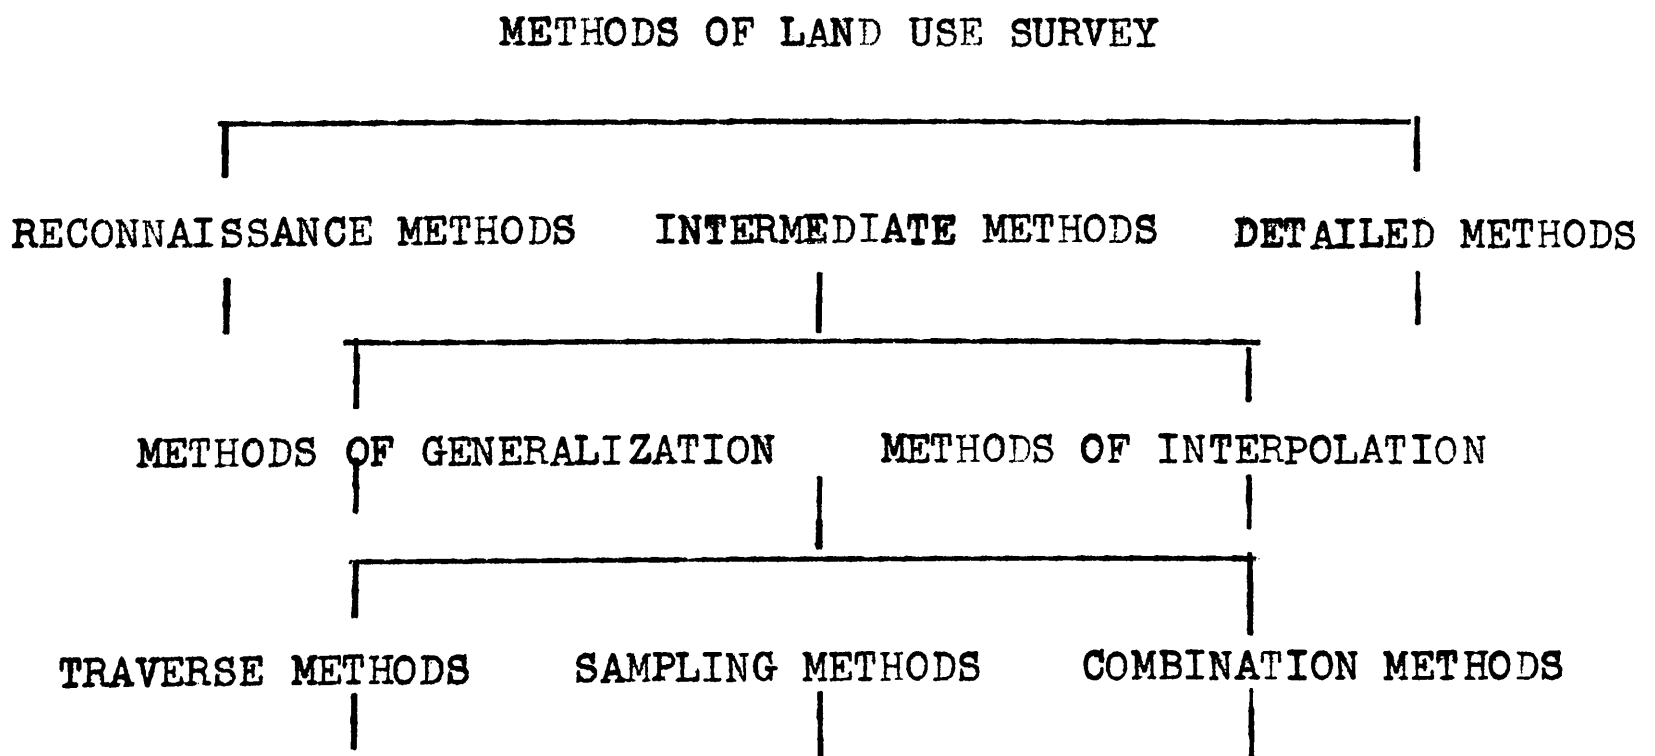 METHODS OF LAND USE SURVEY
RECONNAISSANCE METHODS INTERMEDIATE METHODS DETAILED METHODS
METHODS OF GENERALIZATION METHODS OF INTERPOLATION
TRAVERSE METHODS SAMPLING METHODS COMBINATION METHODS